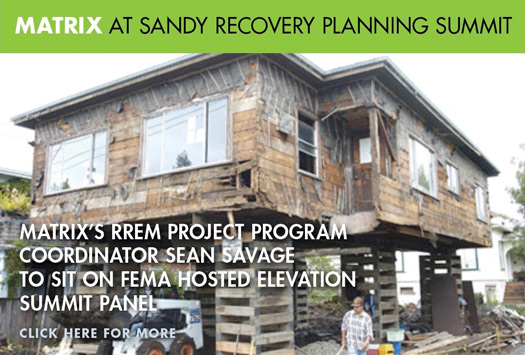 MATRIX AT SANDY RECOVERY PLANNING SUMMIT
MATRIX'S RREM PROJECT PROGRAM
COORDINATOR SEAN SAVAGE
TO SIT ON FEMA HOSTED ELEVATION
SUMMIT PANEL
CLICK HERE FOR MORE